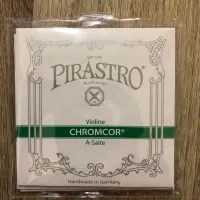 PIRASTRO
Violine
CHROMCOR®
A-Saite
Handmade in Germany